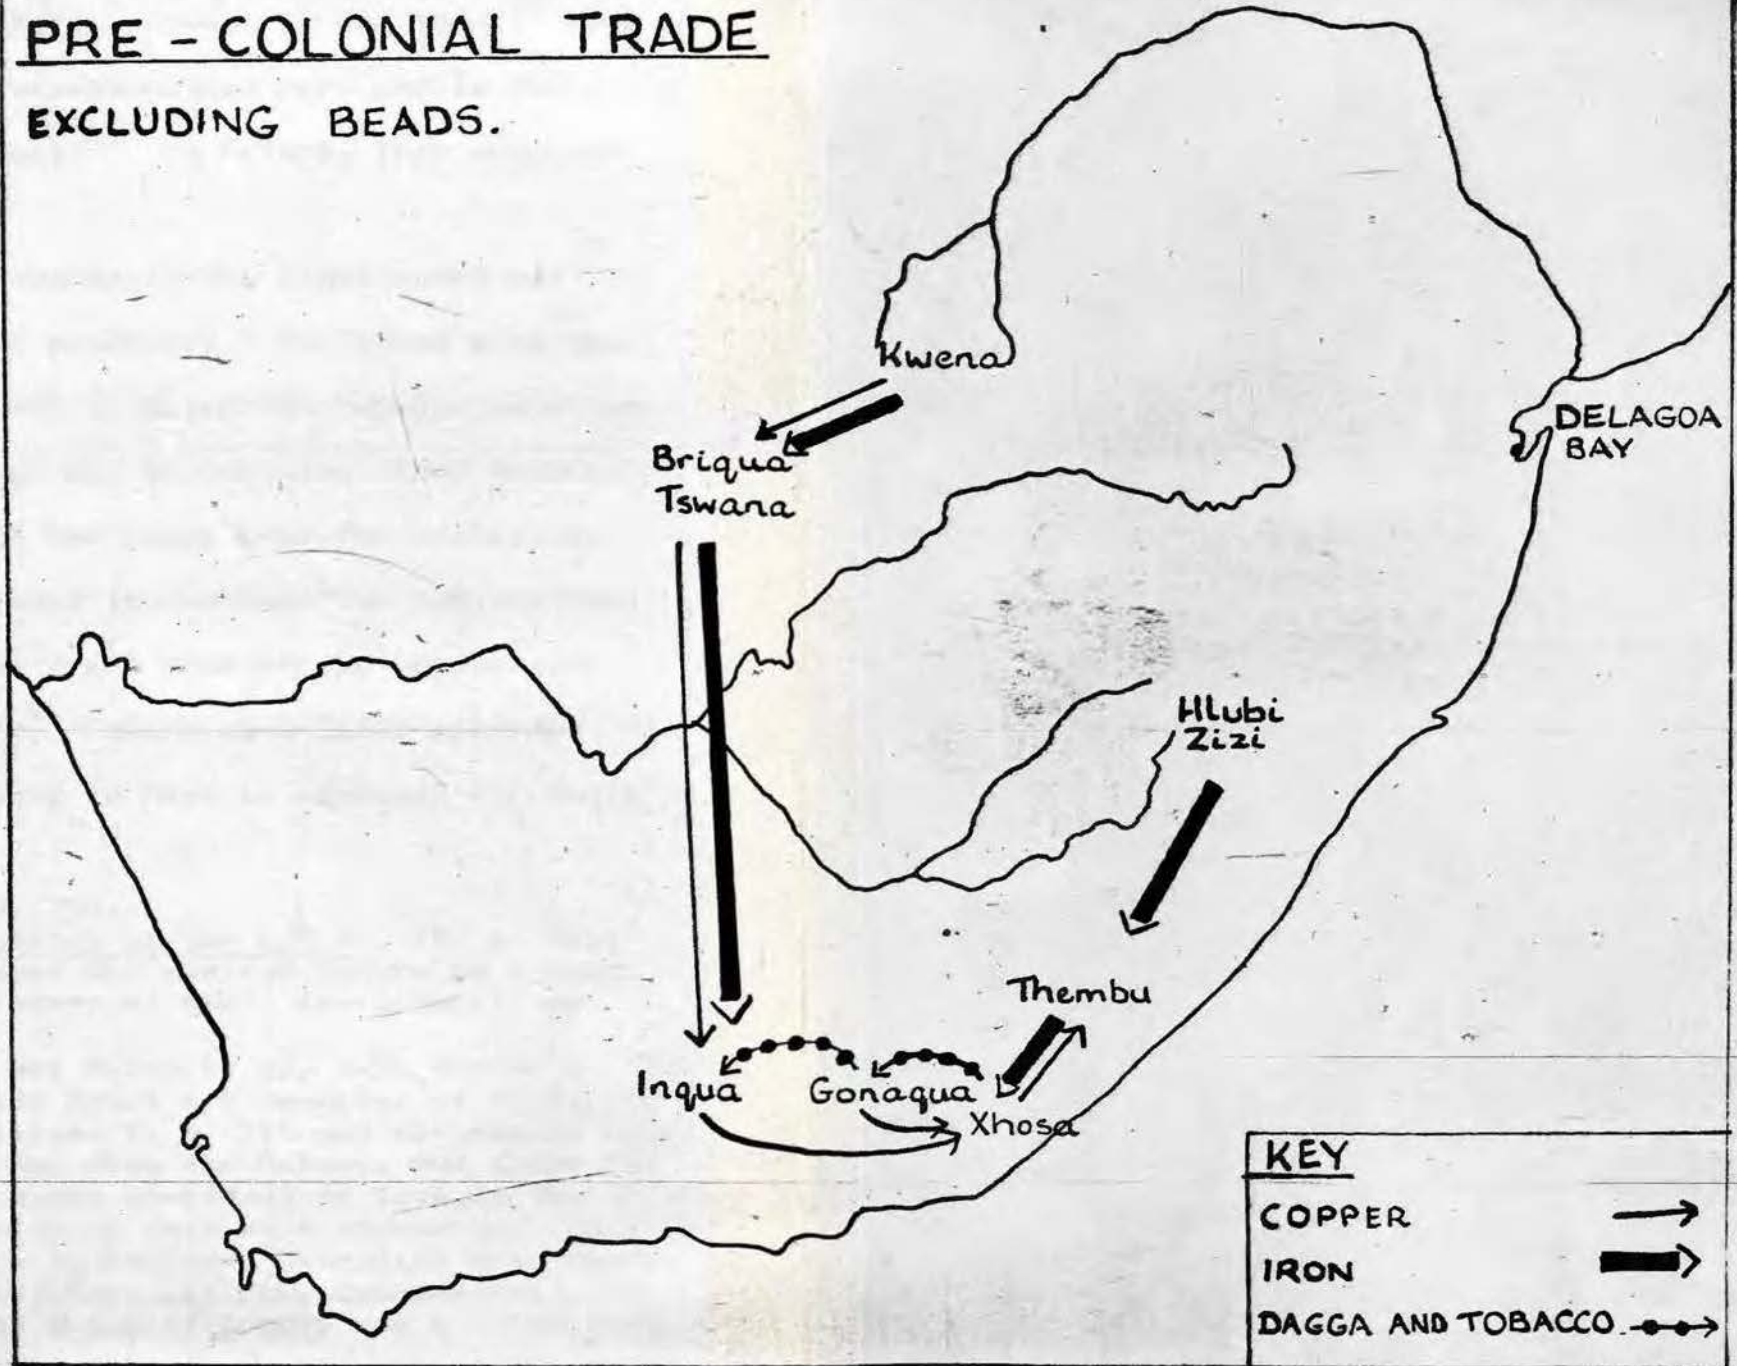 PRE - COLONIAL TRADE
EXCLUDING BEADS.
Kwena
DELAGOA
BAY
Briqua
Tswana
Hlubi
Zizi
Thembu
Inqua
Gonaqua
Xhosa
KEY
COPPER
IRON
DAGGA AND TOBACCO.